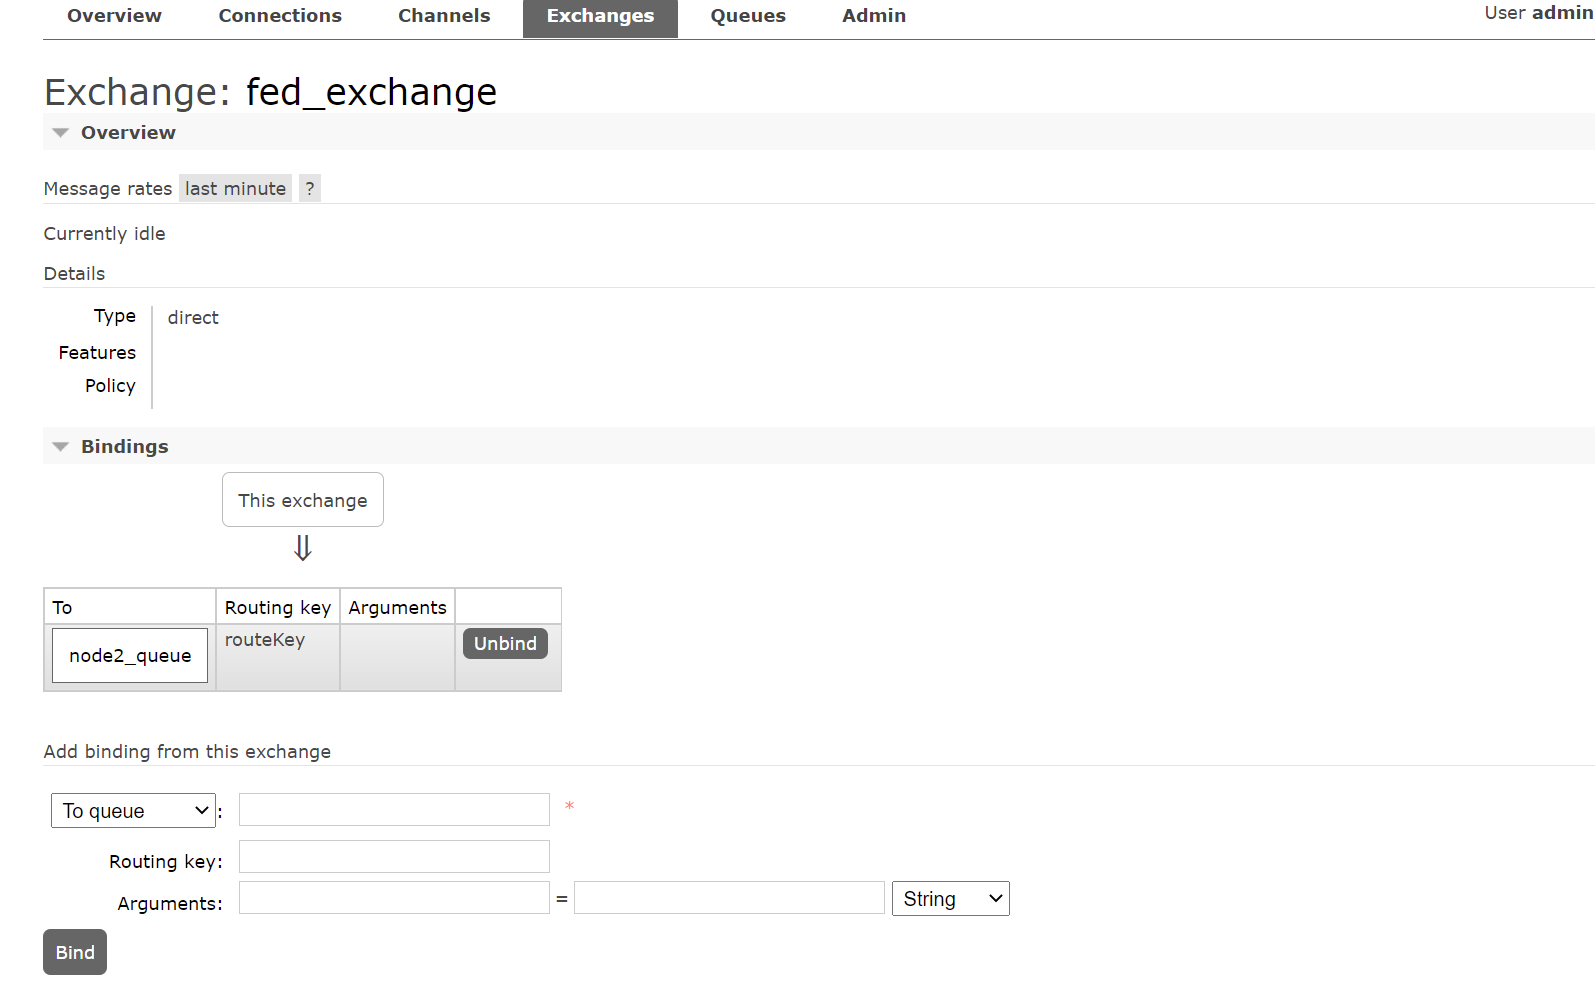 Overview Connections Channels Exchanges Queues Admin User admin
Exchange: fed_exchange
Overview
Message rates last minute ?
Currently idle
Details
Type direct
Features
Policy
Bindings
This exchange
⇓
To Routing key Arguments
node2_queue routeKey Unbind
Add binding from this exchange
To queue : *
Routing key:
Arguments: = String
Bind